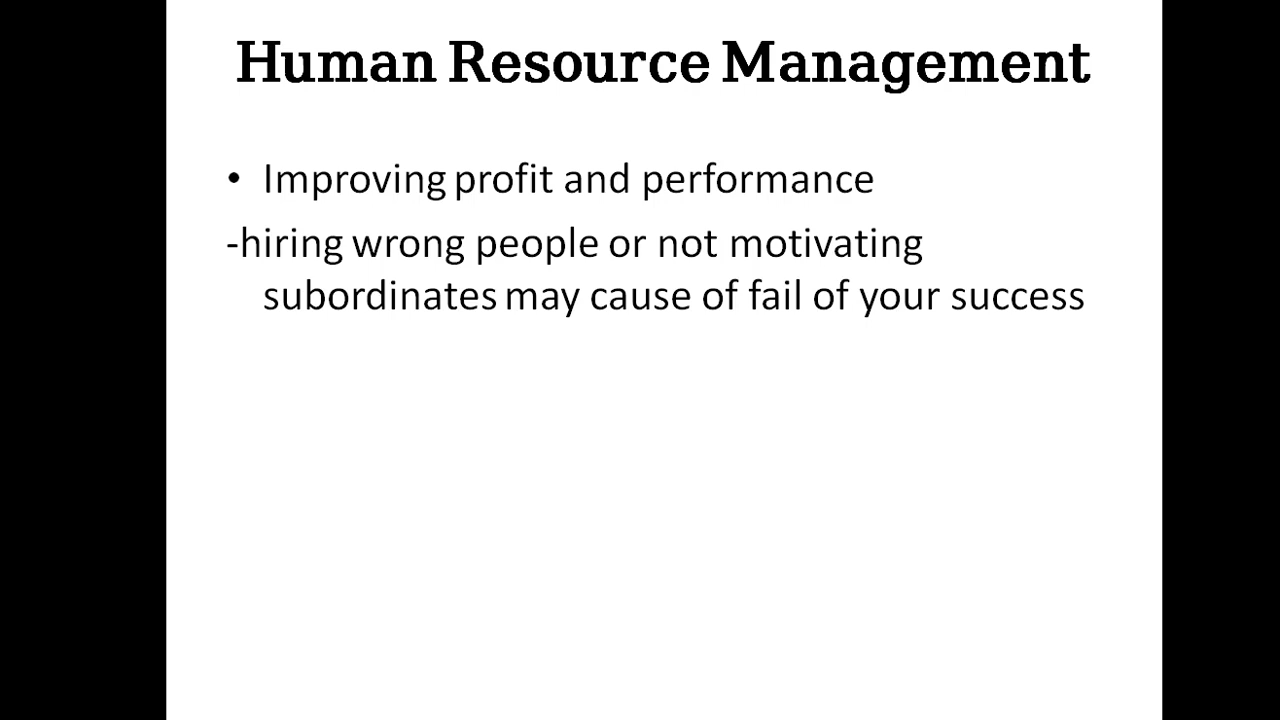 Human Resource Management
• Improving profit and performance
-hiring wrong people or not motivating
subordinates may cause of fail of your success